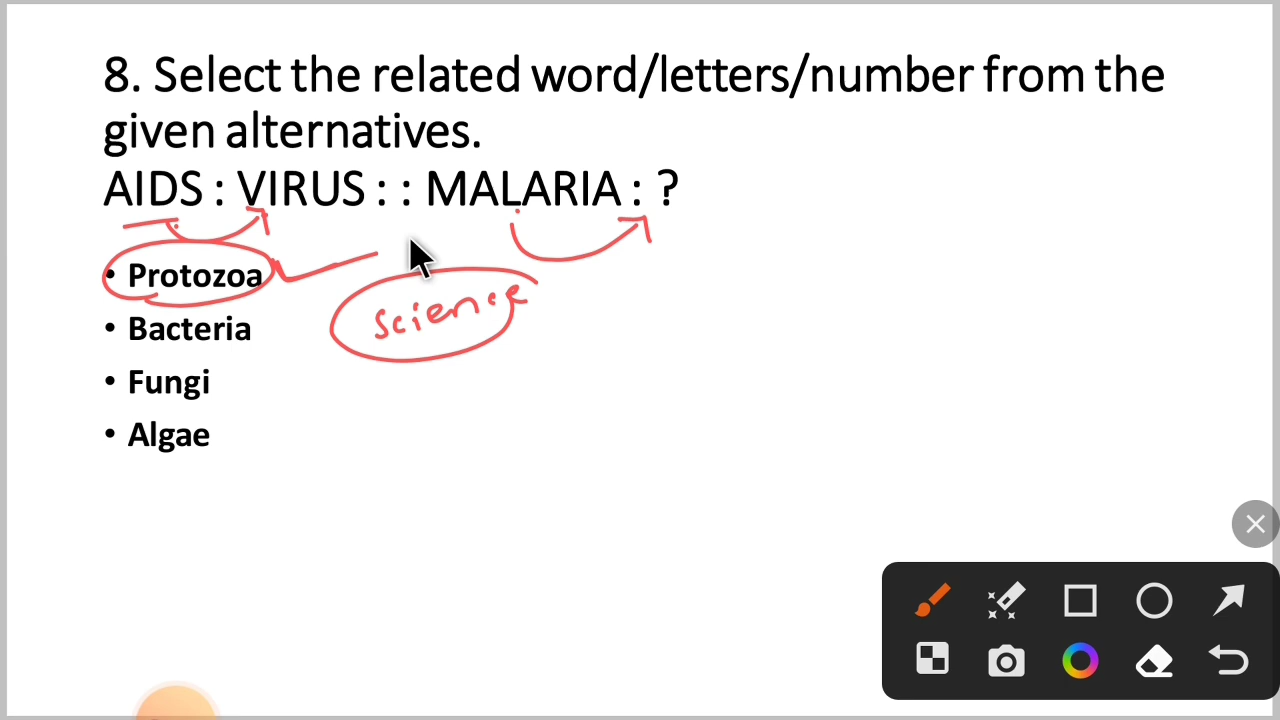 8. Select the related word/letters/number from the
given alternatives.
AIDS : VIRUS : : MALARIA : ?
• Protozoa
• Bacteria
science
• Fungi
• Algae